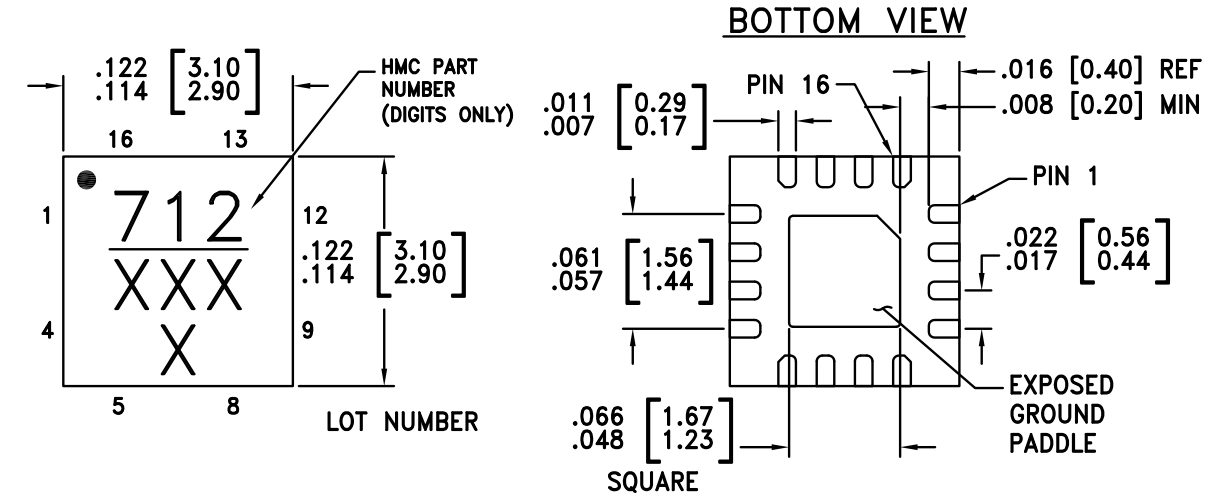 BOTTOM VIEW
.122 [3.10]
.114 [2.90]
HMC PART
NUMBER
(DIGITS ONLY)
16 13
1
4
712
XXX
X
12
9
.122 [3.10]
.114 [2.90]
5 8
LOT NUMBER
.011 [0.29]
.007 [0.17]
PIN 16
.016 [0.40] REF
.008 [0.20] MIN
PIN 1
.061 [1.56]
.057 [1.44]
.022 [0.56]
.017 [0.44]
.066 [1.67]
.048 [1.23]
SQUARE
EXPOSED
GROUND
PADDLE